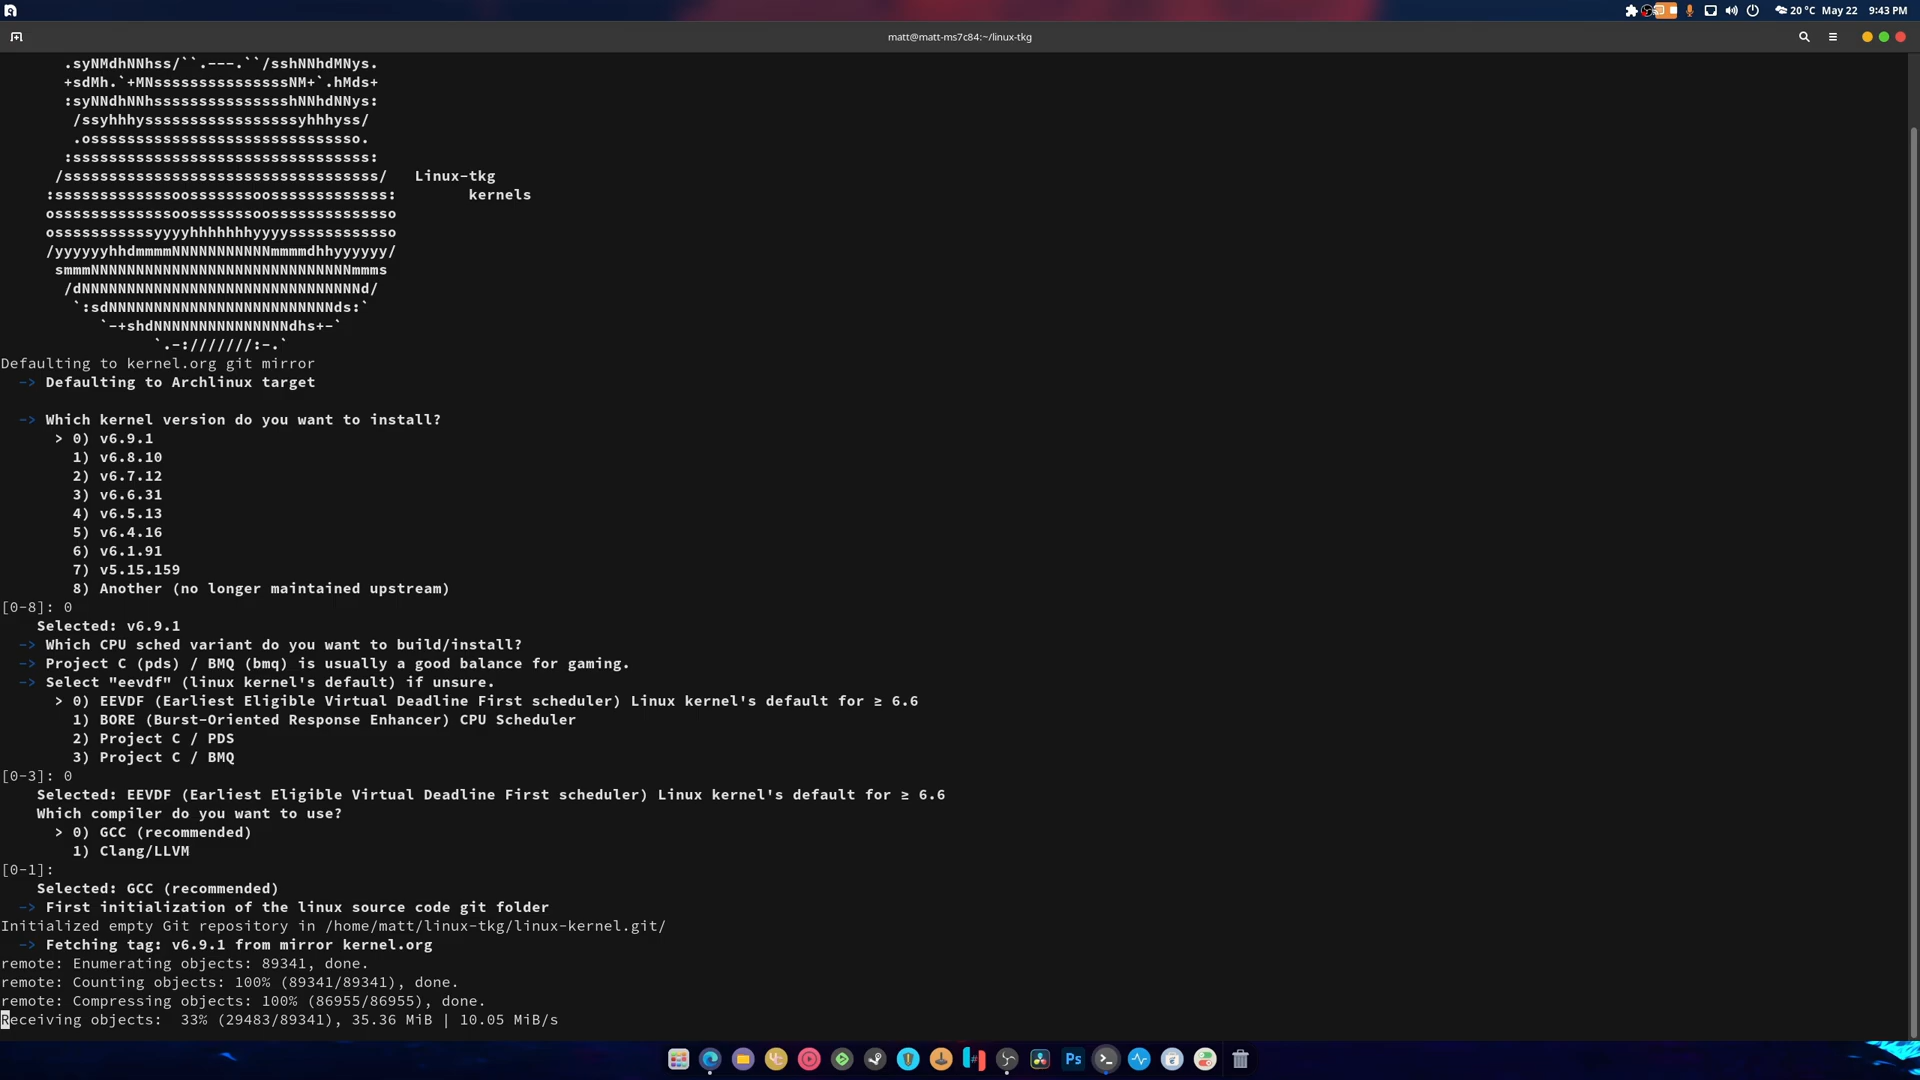 20 °C May 22 9:43 PM
matt@matt-ms7c84:~/linux-tkg
.syNMdhNNhss/``.---.``/sshNNhdMNys.
+sdMh.`+MNsssssssssssssssNM+`.hMds+
:syNNdhNNhssssssssssssssshNNhdNNys:
/ssyhhhysssssssssssssssssyhhhyss/
.ossssssssssssssssssssssssssssso.
:sssssssssssssssssssssssssssssssss:
/sssssssssssssssssssssssssssssssssss/ Linux-tkg
:sssssssssssssoosssssssoosssssssssssss: kernels
osssssssssssssoosssssssoossssssssssssso
osssssssssssyyyyhhhhhhhyyyyssssssssssso
/yyyyyyhhdmmmmNNNNNNNNNNNmmmmdhhyyyyyy/
smmmNNNNNNNNNNNNNNNNNNNNNNNNNNNNNmmms
/dNNNNNNNNNNNNNNNNNNNNNNNNNNNNNNNd/
`:sdNNNNNNNNNNNNNNNNNNNNNNNNNds:`
`-+shdNNNNNNNNNNNNNNNdhs+-`
`.-:///////:-.`
Defaulting to kernel.org git mirror
-> Defaulting to Archlinux target
-> Which kernel version do you want to install?
> 0) v6.9.1
1) v6.8.10
2) v6.7.12
3) v6.6.31
4) v6.5.13
5) v6.4.16
6) v6.1.91
7) v5.15.159
8) Another (no longer maintained upstream)
[0-8]: 0
Selected: v6.9.1
-> Which CPU sched variant do you want to build/install?
-> Project C (pds) / BMQ (bmq) is usually a good balance for gaming.
-> Select "eevdf" (linux kernel's default) if unsure.
> 0) EEVDF (Earliest Eligible Virtual Deadline First scheduler) Linux kernel's default for ≥ 6.6
1) BORE (Burst-Oriented Response Enhancer) CPU Scheduler
2) Project C / PDS
3) Project C / BMQ
[0-3]: 0
Selected: EEVDF (Earliest Eligible Virtual Deadline First scheduler) Linux kernel's default for ≥ 6.6
Which compiler do you want to use?
> 0) GCC (recommended)
1) Clang/LLVM
[0-1]:
Selected: GCC (recommended)
-> First initialization of the linux source code git folder
Initialized empty Git repository in /home/matt/linux-tkg/linux-kernel.git/
-> Fetching tag: v6.9.1 from mirror kernel.org
remote: Enumerating objects: 89341, done.
remote: Counting objects: 100% (89341/89341), done.
remote: Compressing objects: 100% (86955/86955), done.
Receiving objects: 33% (29483/89341), 35.36 MiB | 10.05 MiB/s
Ps